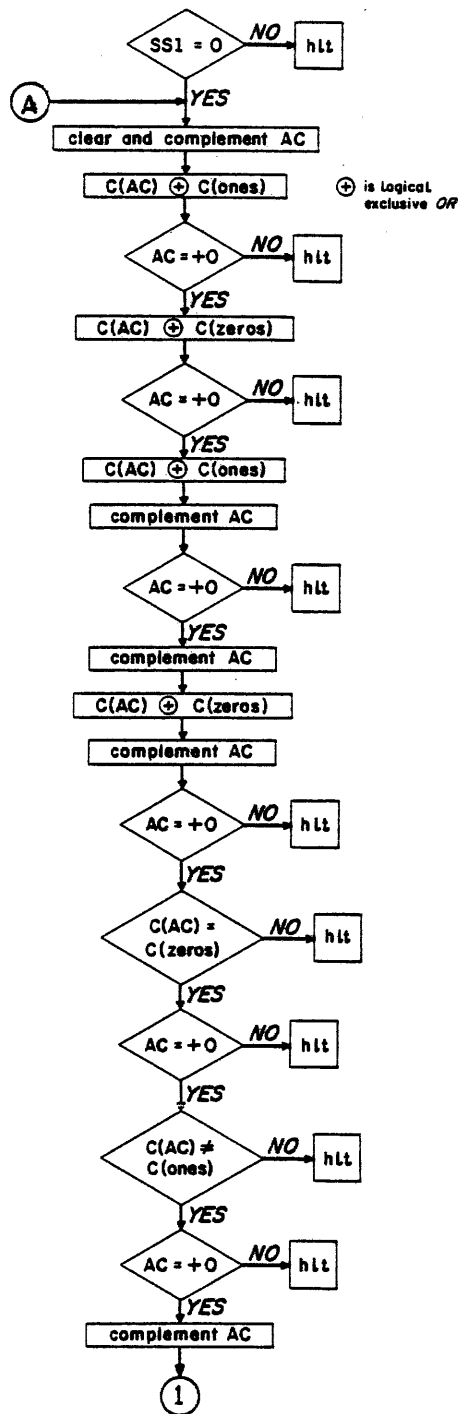 SS1 = 0
NO
hlt
A
YES
clear and complement AC
C(AC) ⊕ C(ones)
⊕ is logical
exclusive OR
AC = +0
NO
hlt
YES
C(AC) ⊕ C(zeros)
AC = +0
NO
hlt
YES
C(AC) ⊕ C(ones)
complement AC
AC = +0
NO
hlt
YES
complement AC
C(AC) ⊕ C(zeros)
complement AC
AC = +0
NO
hlt
YES
C(AC) =
C(zeros)
NO
hlt
YES
AC = +0
NO
hlt
YES
C(AC) ≠
C(ones)
NO
hlt
YES
AC = +0
NO
hlt
YES
complement AC
1